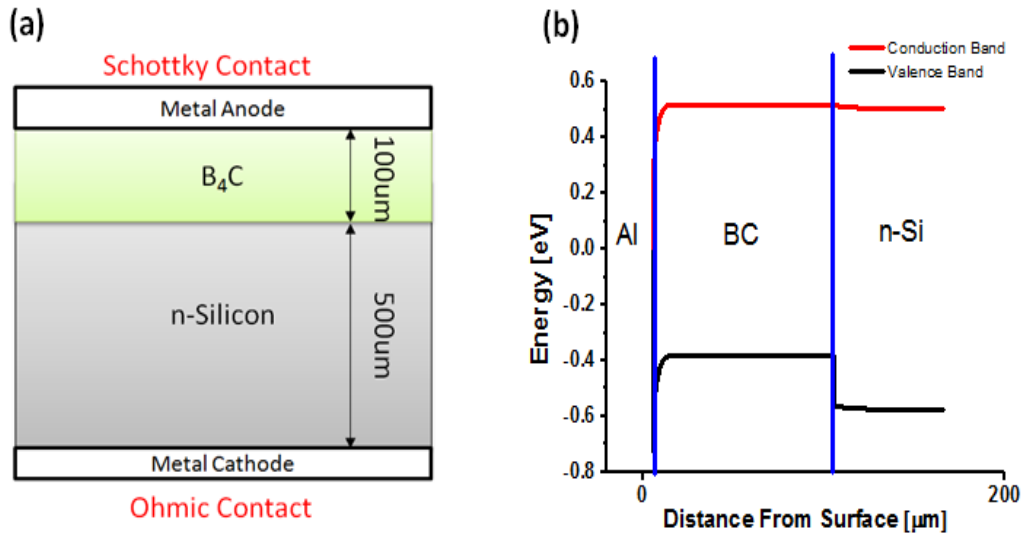 (a)
Schottky Contact
Metal Anode
B₄C
100um
n-Silicon
500um
Metal Cathode
Ohmic Contact
(b)
Conduction Band
Valence Band
0.6
0.4
0.2
0.0
-0.2
-0.4
-0.6
-0.8
Energy [eV]
Al
BC
n-Si
0
200
Distance From Surface [μm]